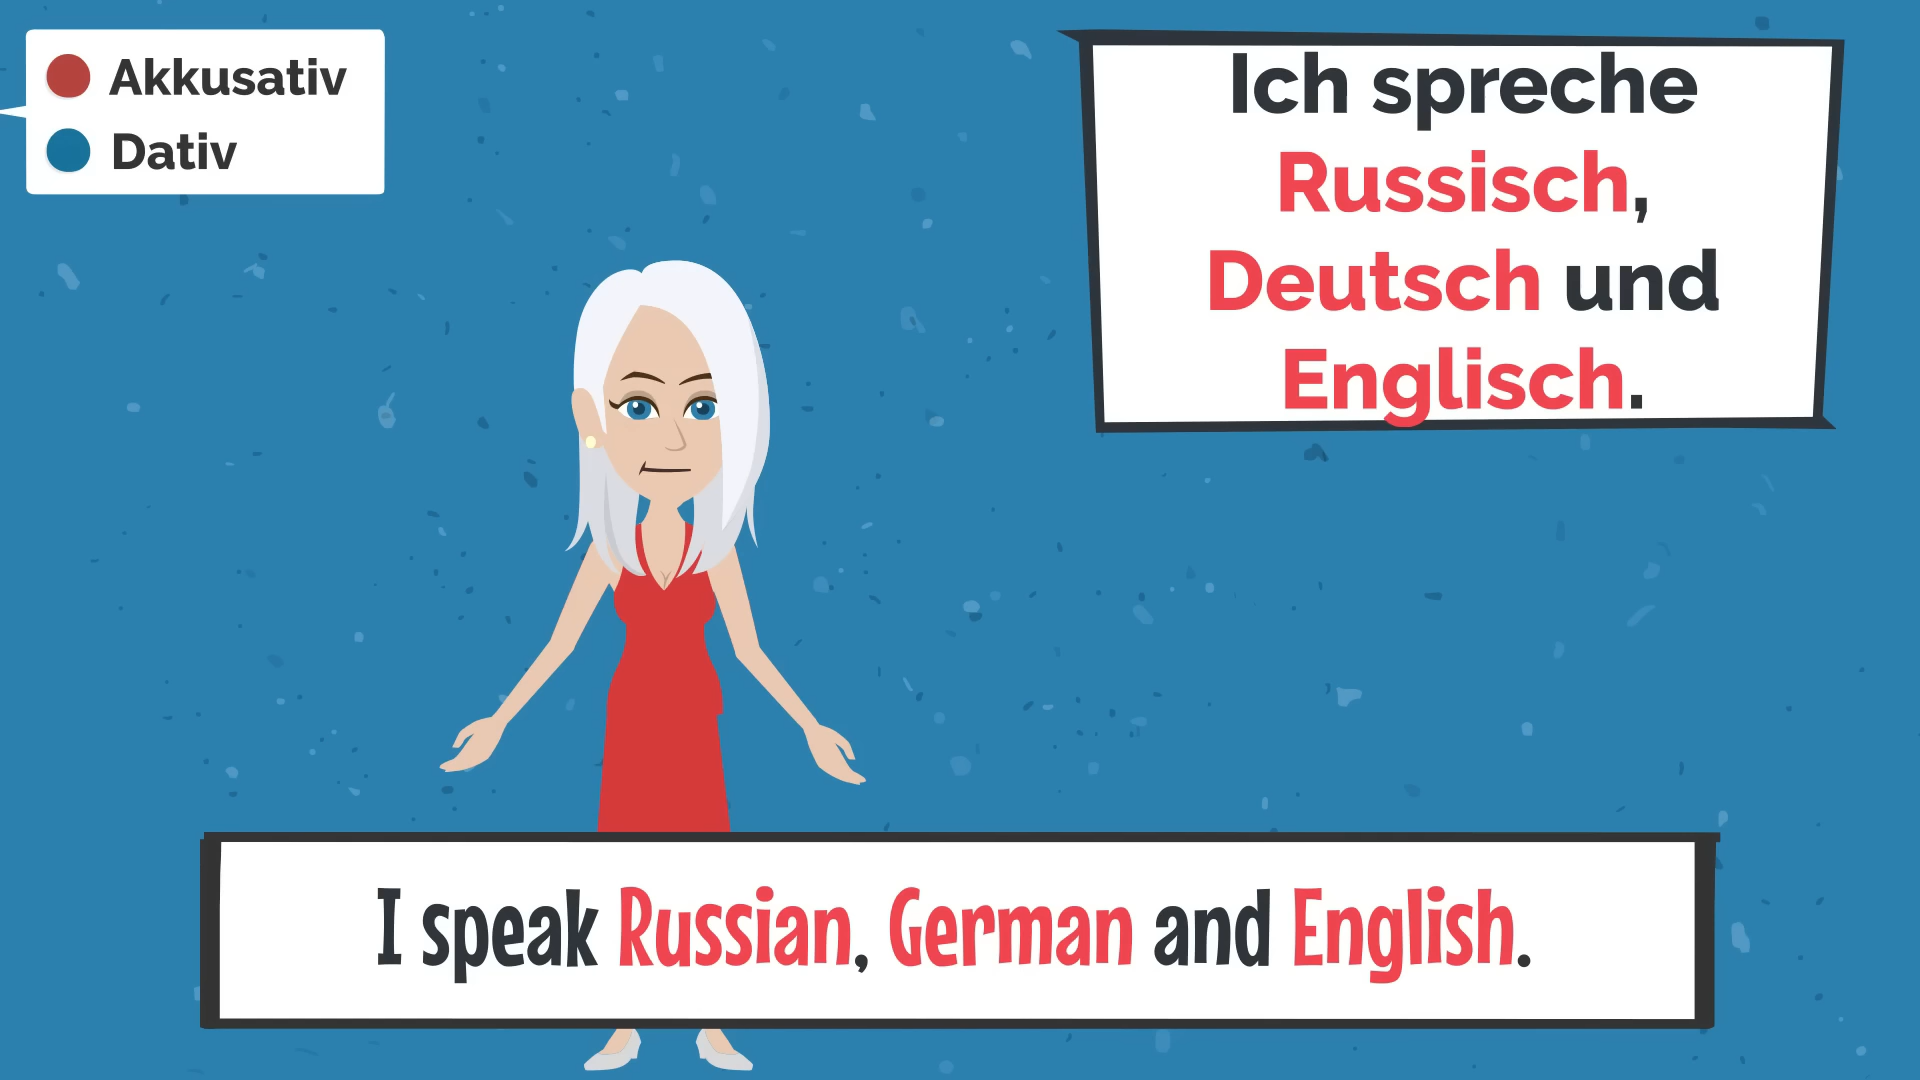 Akkusativ
Dativ
Ich spreche
Russisch,
Deutsch und
Englisch.
I speak Russian, German and English.